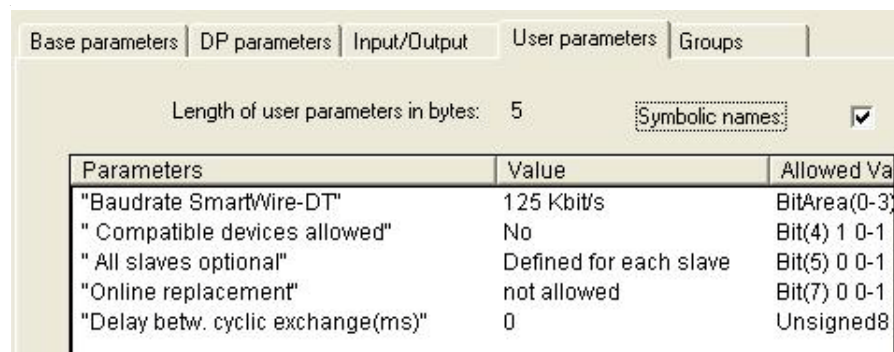 Base parameters DP parameters Input/Output User parameters Groups
Length of user parameters in bytes: 5 Symbolic names:
Parameters Value Allowed Va
"Baudrate SmartWire-DT" 125 Kbit/s BitArea(0-3)
" Compatible devices allowed" No Bit(4) 1 0-1
" All slaves optional" Defined for each slave Bit(5) 0 0-1
"Online replacement" not allowed Bit(7) 0 0-1
"Delay betw. cyclic exchange(ms)" 0 Unsigned8